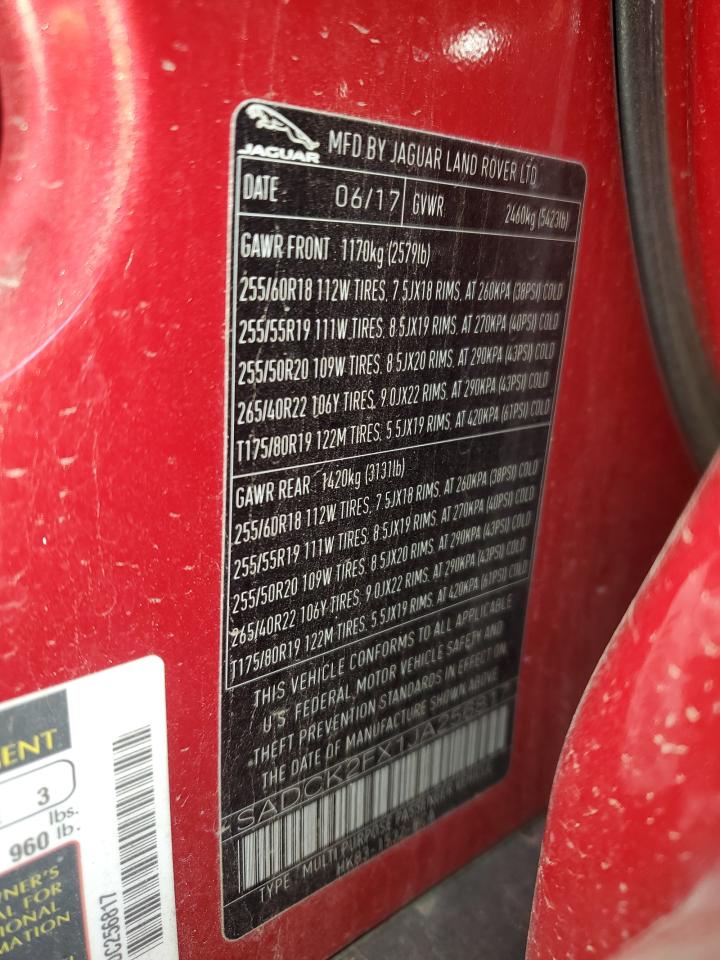 JAGUAR
MFD BY JAGUAR LAND ROVER LTD
DATE: 06/17 GVWR 2460kg (5423lb)
GAWR FRONT 1170kg (2579lb)
255/60R18 112W TIRES, 7.5JX18 RIMS, AT 260KPA (38PSI) COLD
255/55R19 111W TIRES, 8.5JX19 RIMS, AT 270KPA (40PSI) COLD
255/50R20 109W TIRES, 8.5JX20 RIMS, AT 290KPA (43PSI) COLD
265/40R22 106Y TIRES, 9.0JX22 RIMS, AT 290KPA (43PSI) COLD
T175/80R19 122M TIRES, 5.5JX19 RIMS, AT 420KPA (61PSI) COLD
GAWR REAR 1420kg (3131lb)
255/60R18 112W TIRES, 7.5JX18 RIMS, AT 260KPA (38PSI) COLD
255/55R19 111W TIRES, 8.5JX19 RIMS, AT 270KPA (40PSI) COLD
255/50R20 109W TIRES, 8.5JX20 RIMS, AT 290KPA (43PSI) COLD
265/40R22 106Y TIRES, 9.0JX22 RIMS, AT 290KPA (43PSI) COLD
T175/80R19 122M TIRES, 5.5JX19 RIMS, AT 420KPA (61PSI) COLD
THIS VEHICLE CONFORMS TO ALL APPLICABLE
U.S. FEDERAL MOTOR VEHICLE SAFETY AND
THEFT PREVENTION STANDARDS IN EFFECT ON
THE DATE OF MANUFACTURE SHOWN ABOVE
SADCK2FX1JA256817
TYPE: MULTI PURPOSE PASSENGER VEHICLE
ENT
3
lbs.
960 lb.
NER'S
AL FOR
IONAL
MATION
C256817